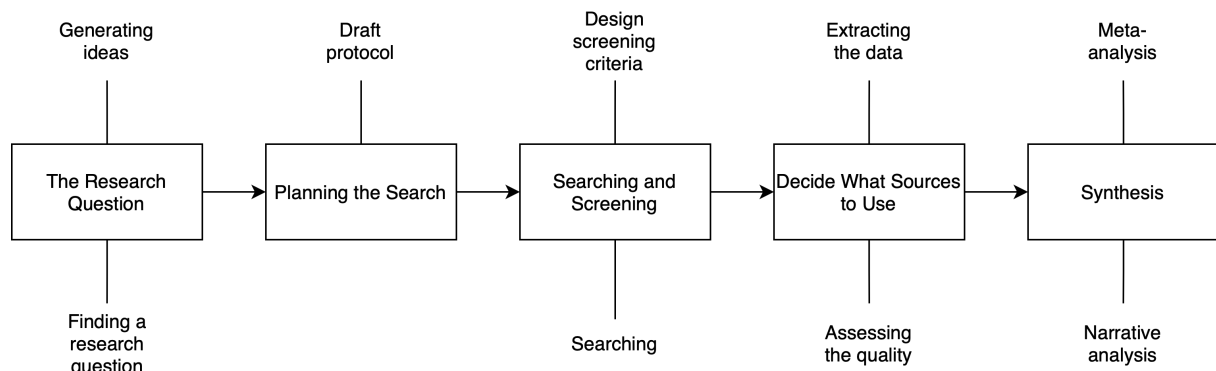 Generating
ideas
Draft
protocol
Design
screening
criteria
Extracting
the data
Meta-
analysis
The Research
Question
Planning the Search
Searching and
Screening
Decide What Sources
to Use
Synthesis
Finding a
research
question
Searching
Assessing
the quality
Narrative
analysis